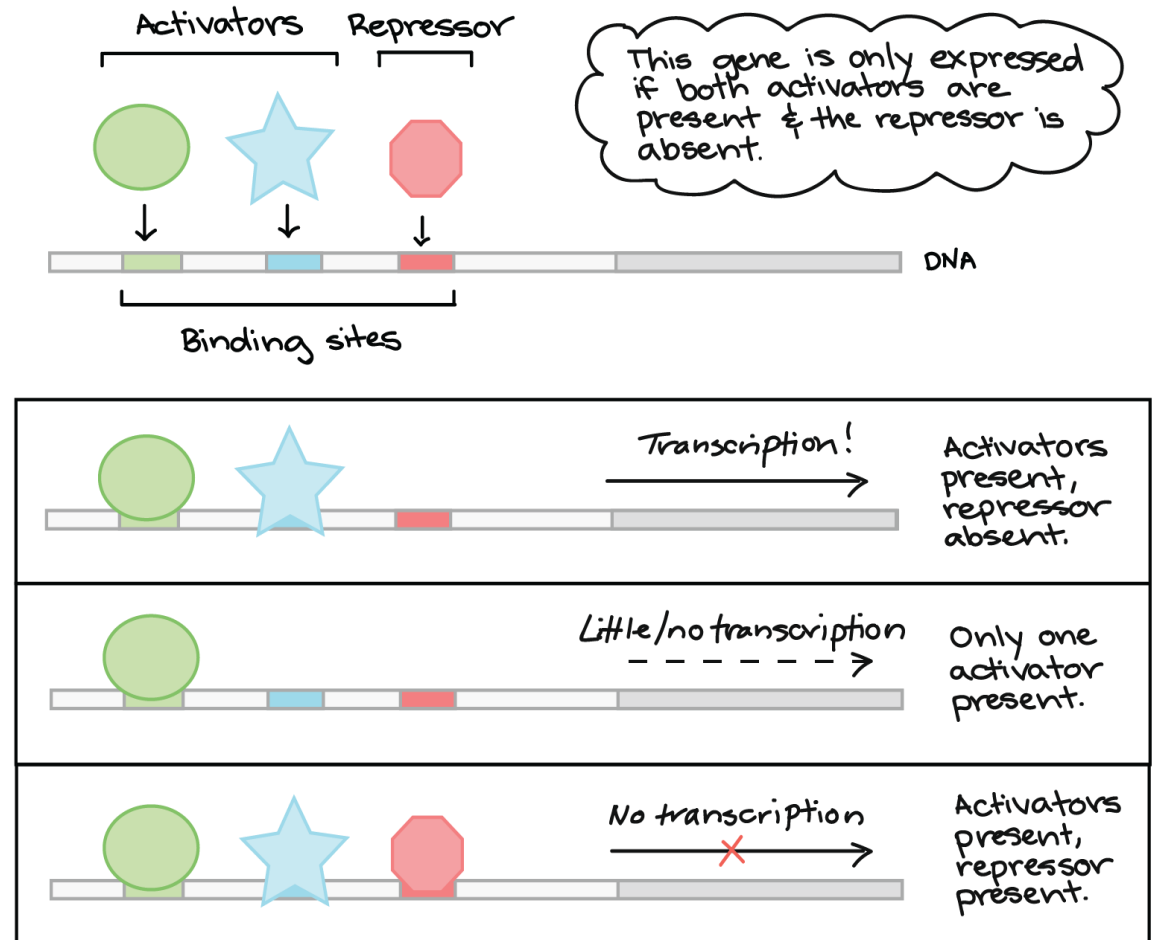 Activators
Repressor
This gene is only expressed
if both activators are
present & the repressor is
absent.
DNA
Binding sites
Transcription!
Activators
present,
repressor
absent.
Little/no transcription
Only one
activator
present.
No transcription
Activators
present,
repressor
present.